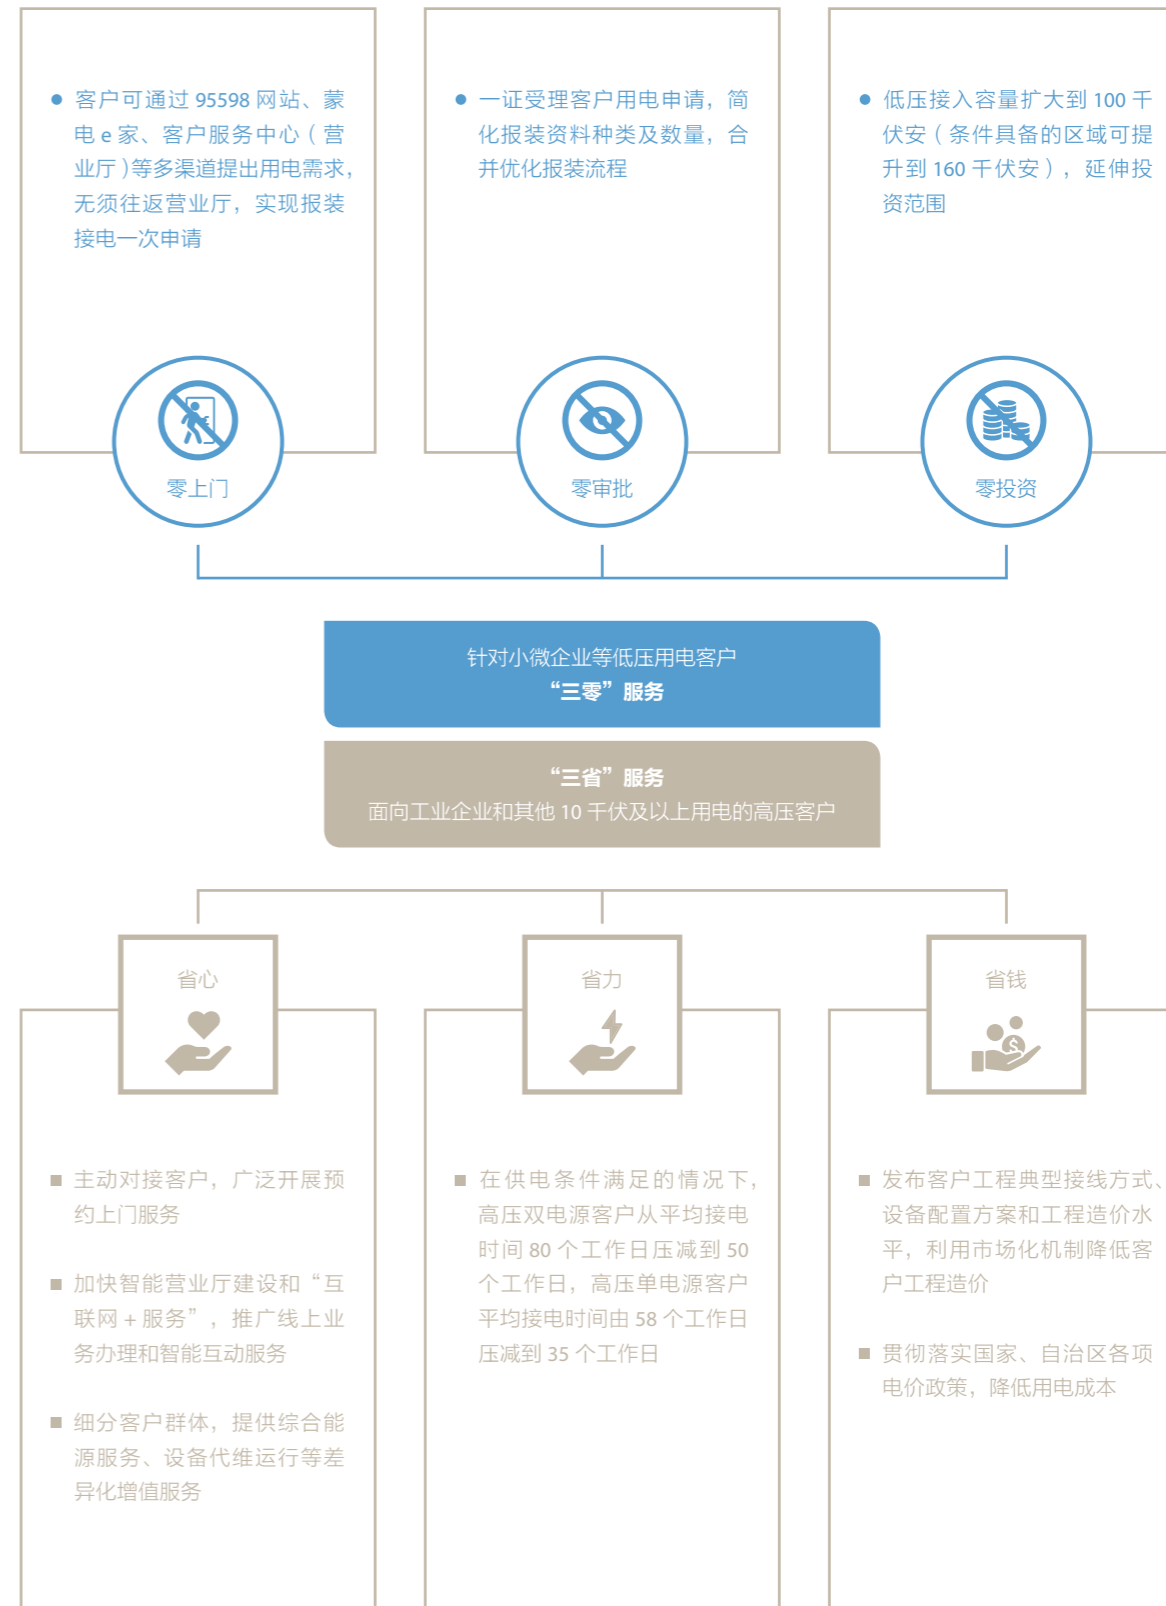 ● 客户可通过 95598 网站、蒙
电 e 家、客户服务中心（营
业厅）等多渠道提出用电需求，
无须往返营业厅，实现报装
接电一次申请
零上门
● 一证受理客户用电申请，简
化报装资料种类及数量，合
并优化报装流程
零审批
● 低压接入容量扩大到 100 千
伏安（条件具备的区域可提
升到 160 千伏安），延伸投
资范围
零投资
针对小微企业等低压用电客户
“三零”服务
“三省”服务
面向工业企业和其他 10 千伏及以上用电的高压客户
省心
■ 主动对接客户，广泛开展预
约上门服务
■ 加快智能营业厅建设和“互
联网 + 服务”，推广线上业
务办理和智能互动服务
■ 细分客户群体，提供综合能
源服务、设备代维运行等差
异化增值服务
省力
■ 在供电条件满足的情况下，
高压双电源客户从平均接电
时间 80 个工作日压减到 50
个工作日，高压单电源客户
平均接电时间由 58 个工作日
压减到 35 个工作日
省钱
■ 发布客户工程典型接线方式、
设备配置方案和工程造价水
平，利用市场化机制降低客
户工程造价
■ 贯彻落实国家、自治区各项
电价政策，降低用电成本